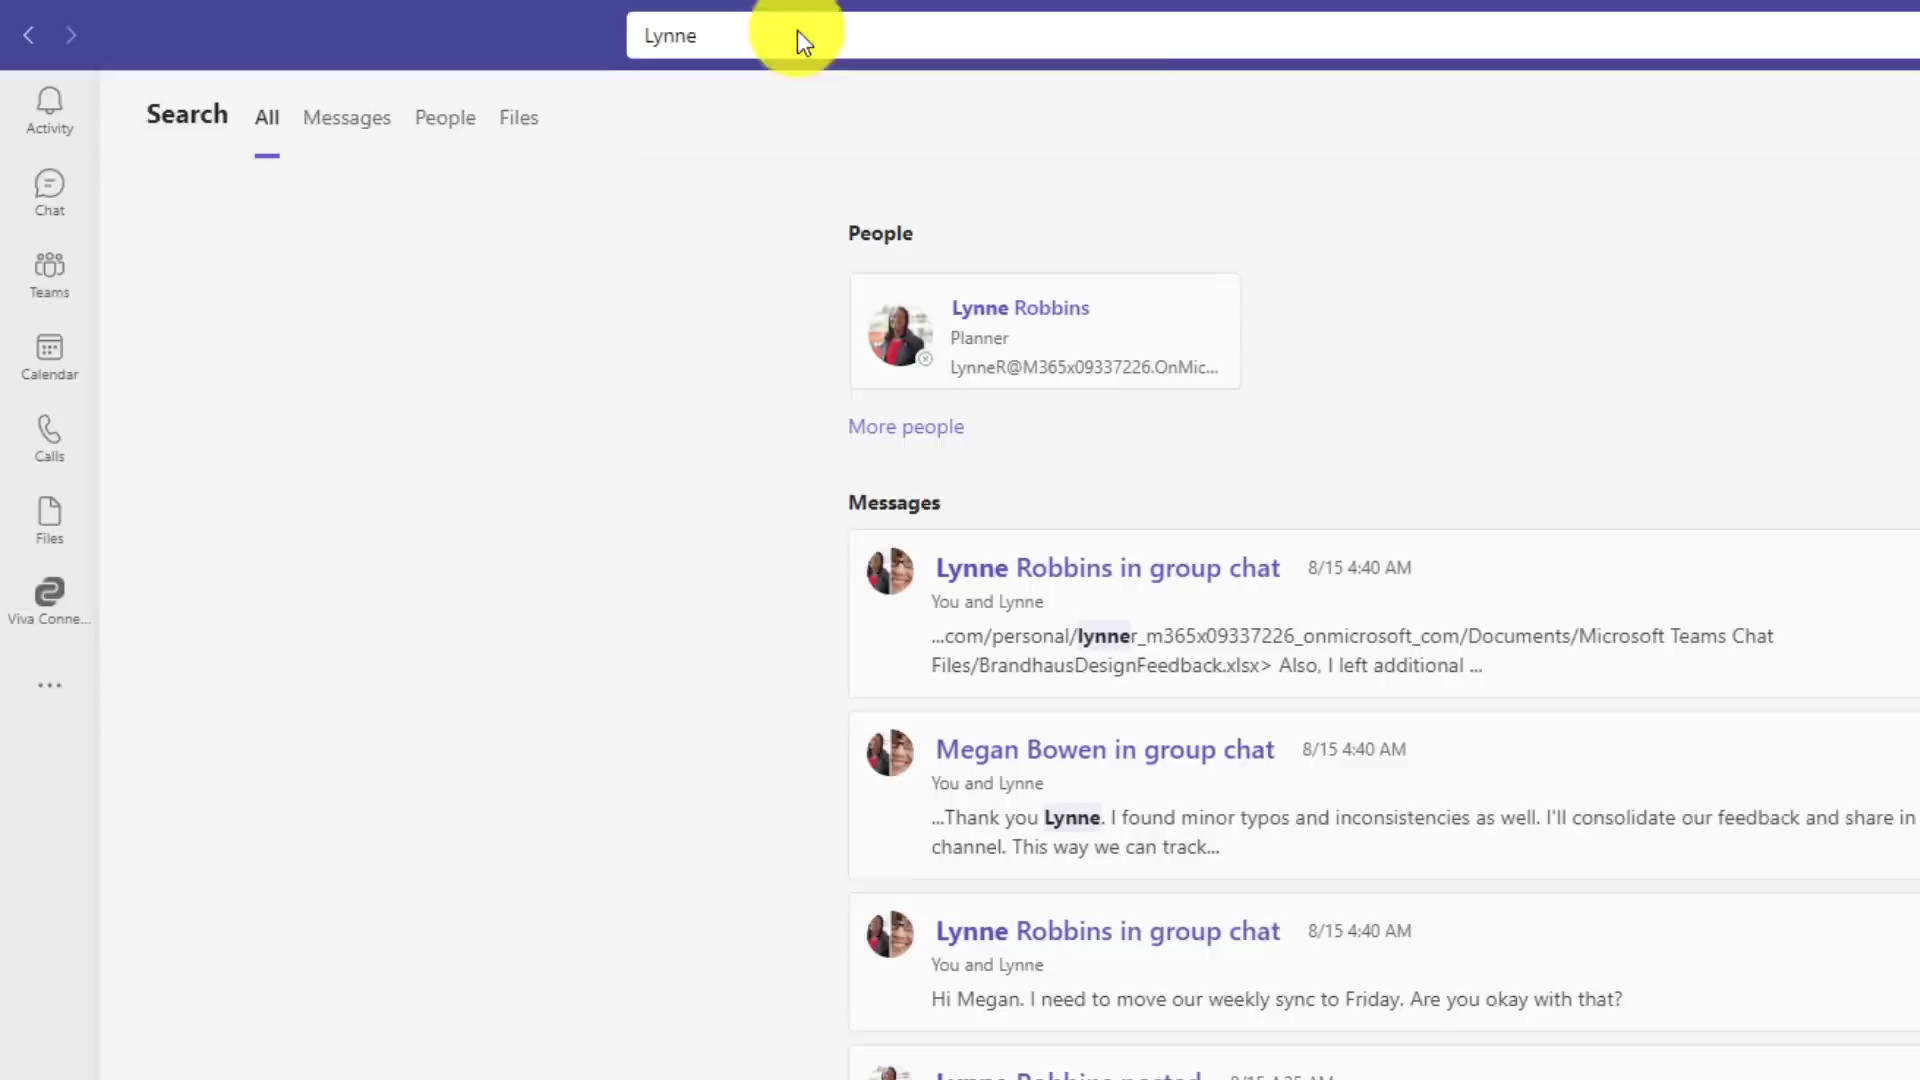 Lynne
Activity
Chat
Teams
Calendar
Calls
Files
Viva Conne...
Search
All
Messages
People
Files
People
Lynne Robbins
Planner
LynneR@M365x09337226.OnMic...
More people
Messages
Lynne Robbins in group chat 8/15 4:40 AM
You and Lynne
...com/personal/lynner_m365x09337226_onmicrosoft_com/Documents/Microsoft Teams Chat
Files/BrandhausDesignFeedback.xlsx> Also, I left additional ...
Megan Bowen in group chat 8/15 4:40 AM
You and Lynne
...Thank you Lynne. I found minor typos and inconsistencies as well. I'll consolidate our feedback and share in
channel. This way we can track...
Lynne Robbins in group chat 8/15 4:40 AM
You and Lynne
Hi Megan. I need to move our weekly sync to Friday. Are you okay with that?
Lynne Robbins posted